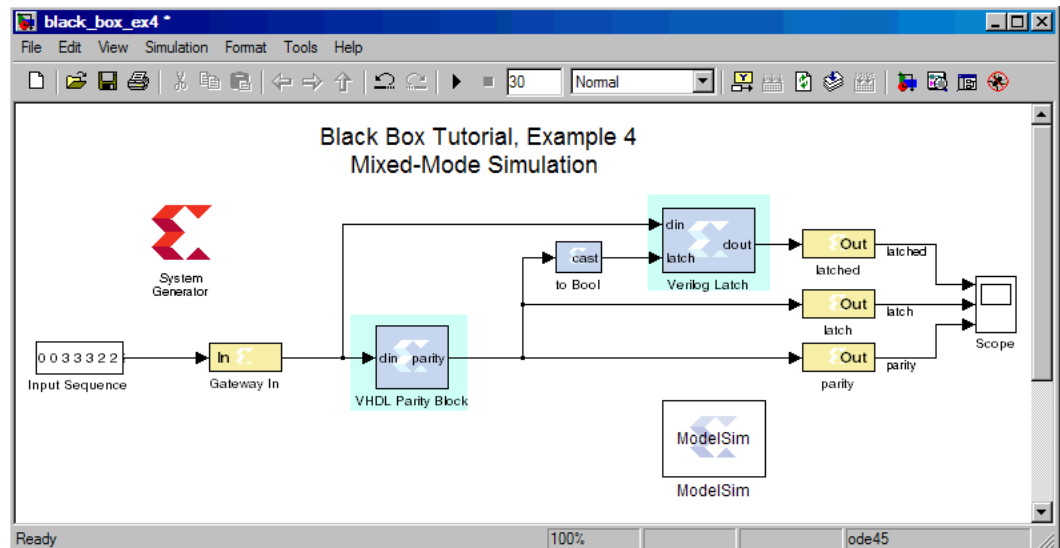 black_box_ex4 *
File Edit View Simulation Format Tools Help
30 Normal
Black Box Tutorial, Example 4
Mixed-Mode Simulation
System
Generator
din
latch
dout
Verilog Latch
cast
to Bool
Out
latched
latched
Out
latch
latch
Out
parity
parity
Scope
0 0 3 3 3 2 2
Input Sequence
In
Gateway In
din parity
VHDL Parity Block
ModelSim
ModelSim
Ready 100% ode45